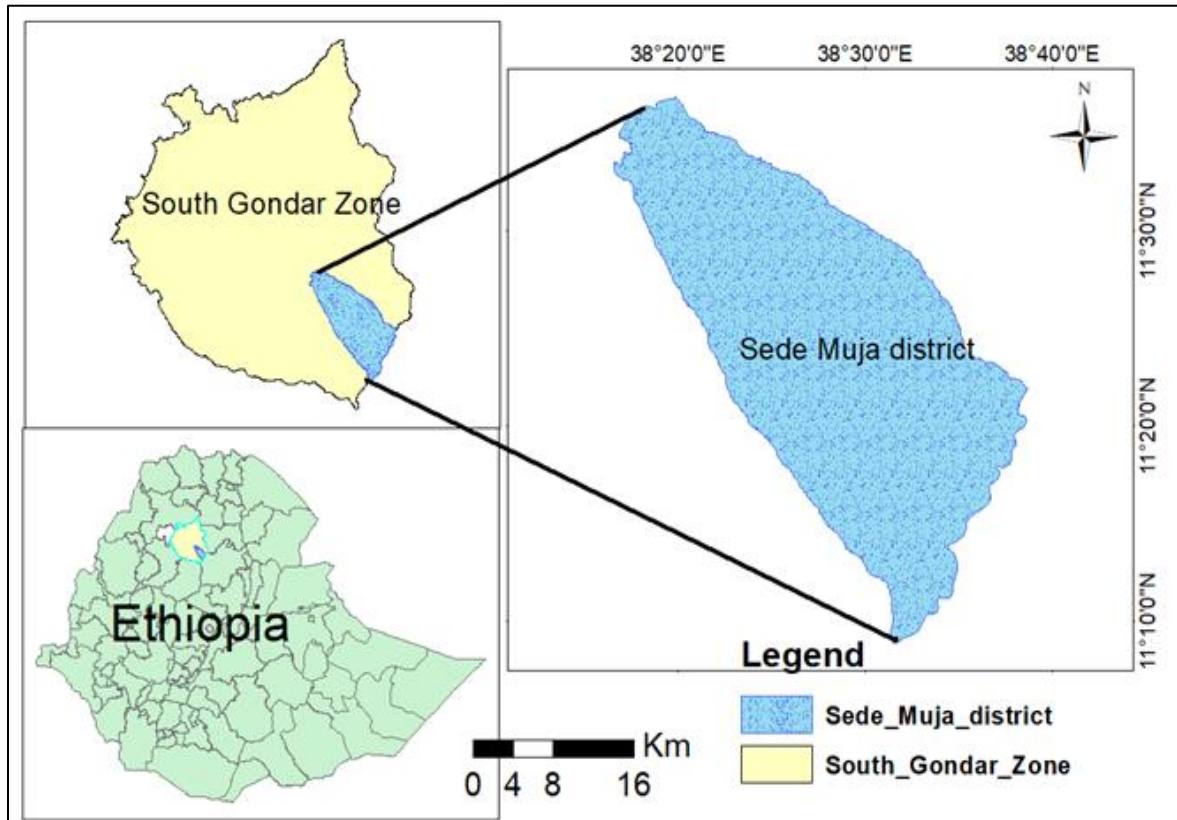 South Gondar Zone
Ethiopia
38°20'0"E 38°30'0"E 38°40'0"E
N
11°30'0"N
Sede Muja district
11°20'0"N
11°10'0"N
Legend
Sede_Muja_district
South_Gondar_Zone
Km
0 4 8 16